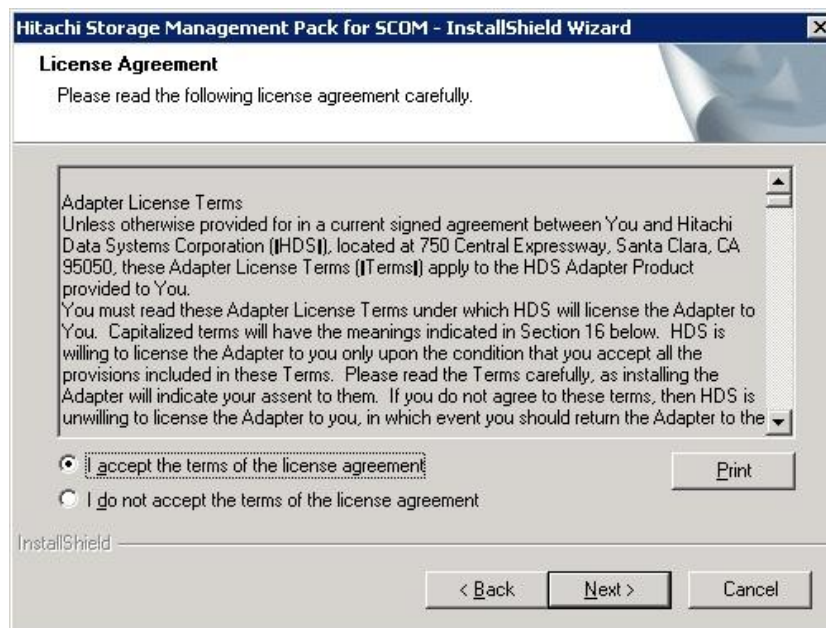 Hitachi Storage Management Pack for SCOM - InstallShield Wizard
License Agreement
Please read the following license agreement carefully.
Adapter License Terms
Unless otherwise provided for in a current signed agreement between You and Hitachi
Data Systems Corporation (|HDS|), located at 750 Central Expressway, Santa Clara, CA
95050, these Adapter License Terms (|Terms|) apply to the HDS Adapter Product
provided to You.
You must read these Adapter License Terms under which HDS will license the Adapter to
You.  Capitalized terms will have the meanings indicated in Section 16 below.  HDS is
willing to license the Adapter to you only upon the condition that you accept all the
provisions included in these Terms.  Please read the Terms carefully, as installing the
Adapter will indicate your assent to them.  If you do not agree to these terms, then HDS is
unwilling to license the Adapter to you, in which event you should return the Adapter to the
I accept the terms of the license agreement
Print
I do not accept the terms of the license agreement
InstallShield
< Back
Next >
Cancel